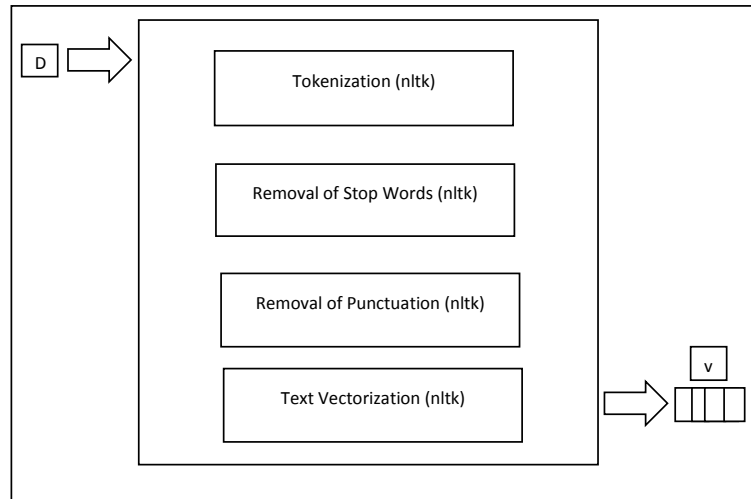 D
Tokenization (nltk)
Removal of Stop Words (nltk)
Removal of Punctuation (nltk)
Text Vectorization (nltk)
v